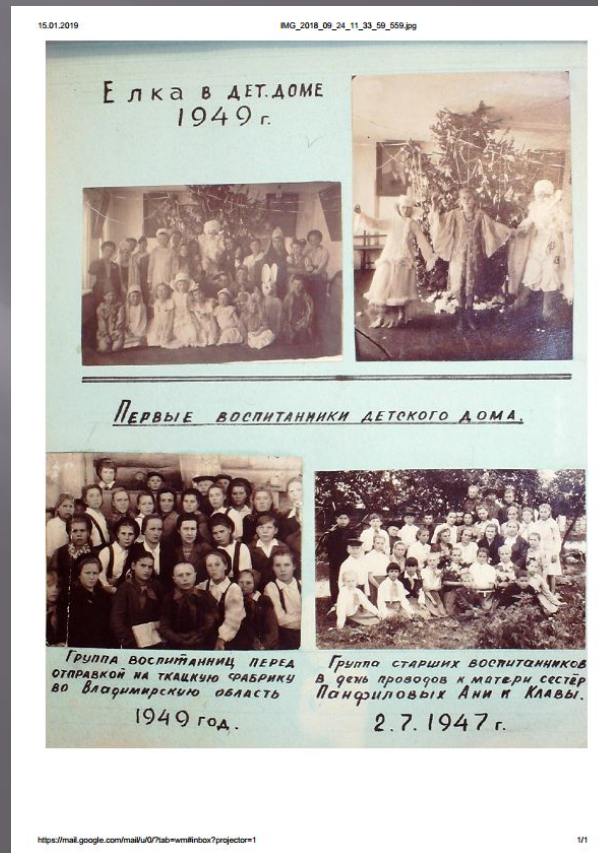 15.01.2019
IMG_2018_09_24_11_33_59_559.jpg
Елка в дет. доме
1949 г.
Первые воспитанники детского дома.
Группа воспитанниц перед
отправкой на ткацкую фабрику
во Владимирскую область
1949 год.
Группа старших воспитанников
в день проводов к матери сестёр
Панфиловых Ани и Клавы.
2.7.1947 г.
https://mail.google.com/mail/u/0/?tab=wm#inbox?projector=1
1/1